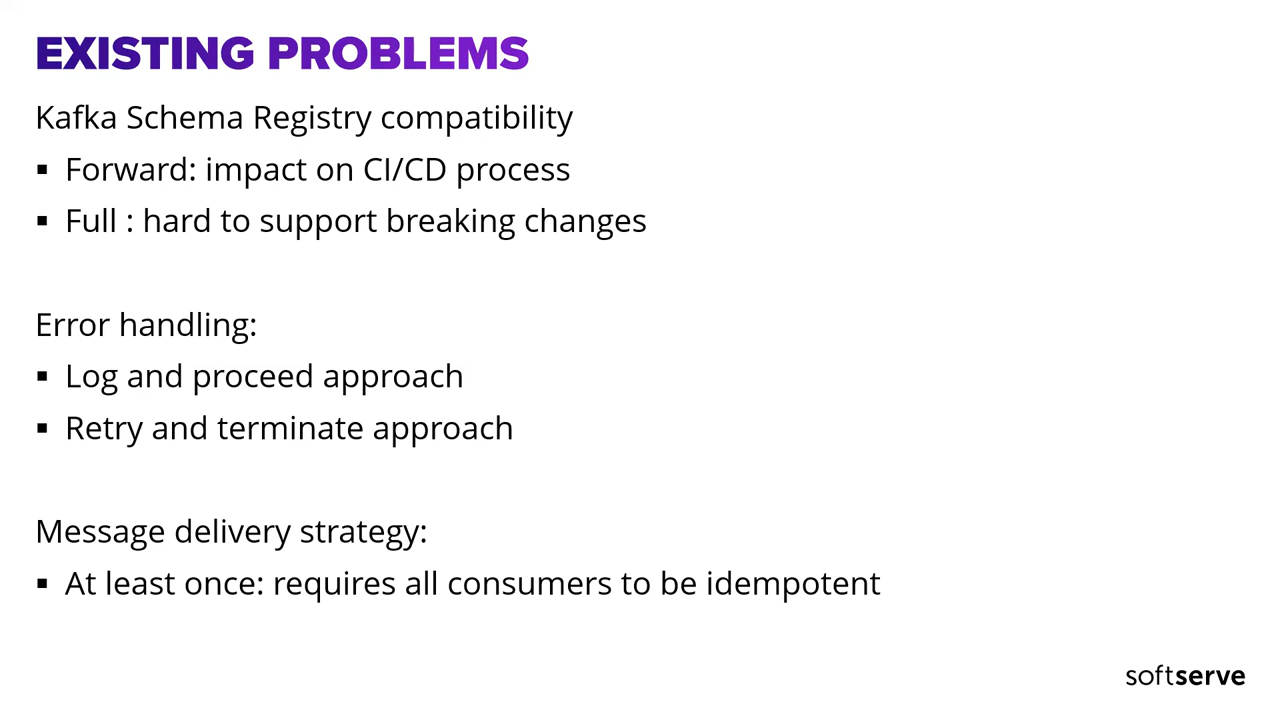 EXISTING PROBLEMS
Kafka Schema Registry compatibility
▪ Forward: impact on CI/CD process
▪ Full : hard to support breaking changes
Error handling:
▪ Log and proceed approach
▪ Retry and terminate approach
Message delivery strategy:
▪ At least once: requires all consumers to be idempotent
softserve